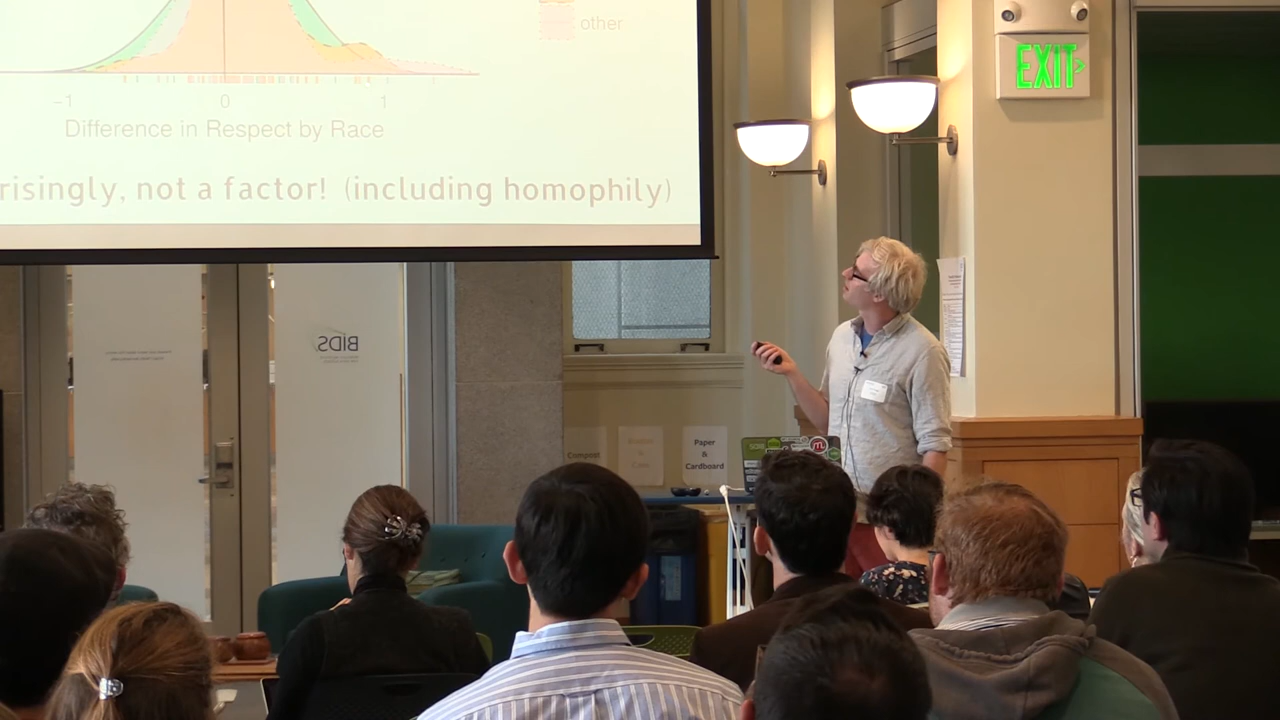 other
−1 0 1
Difference in Respect by Race
risingly, not a factor! (including homophily)
EXIT
BIDS
Compost
Paper
&
Cardboard